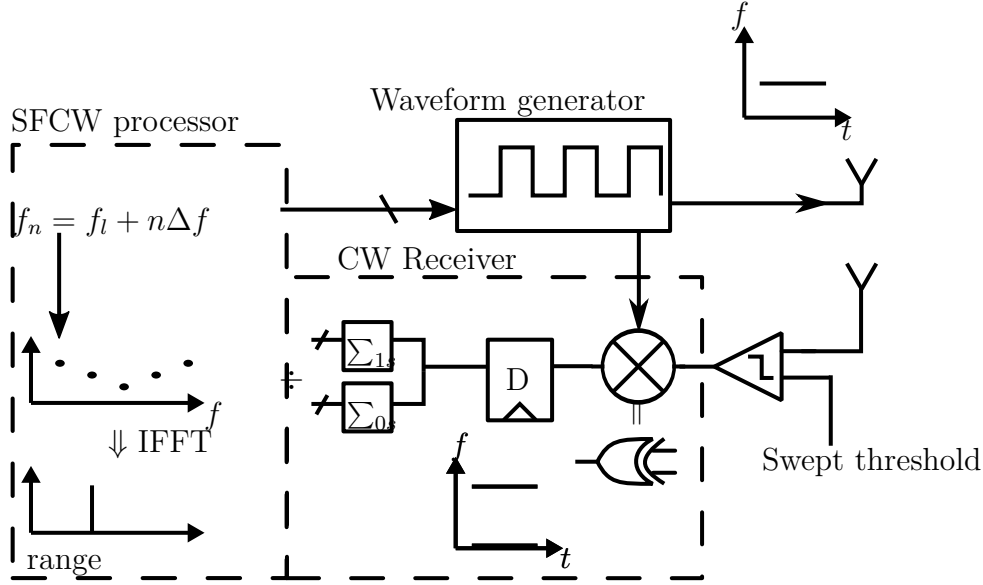 f
t
Waveform generator
SFCW processor
f_n = f_l + nΔf
CW Receiver
∑_{1s}
÷
D
∑_{0s}
=
f
⇓ IFFT
f
t
Swept threshold
range